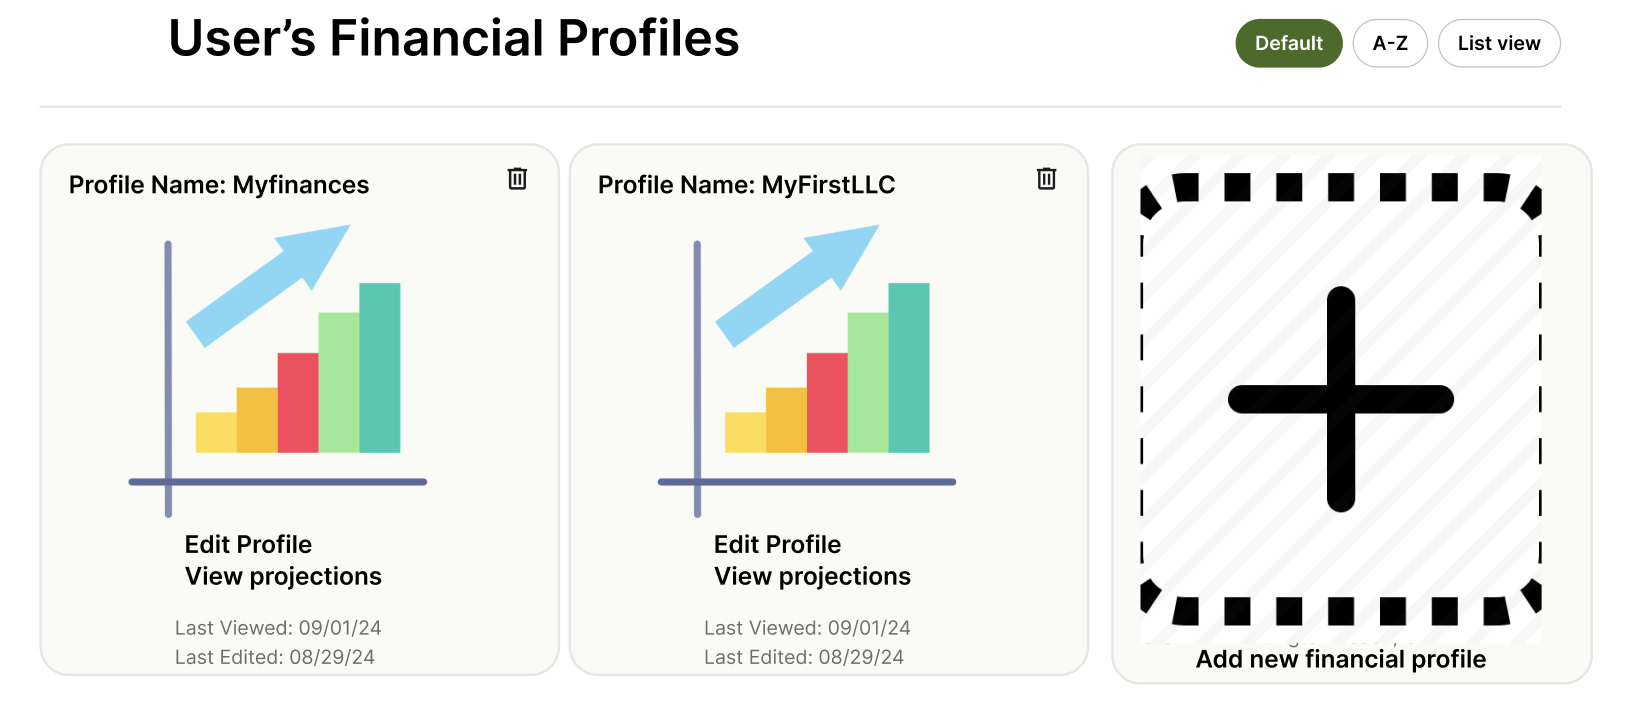 User’s Financial Profiles
Default
A-Z
List view
Profile Name: Myfinances
Edit Profile
View projections
Last Viewed: 09/01/24
Last Edited: 08/29/24
Profile Name: MyFirstLLC
Edit Profile
View projections
Last Viewed: 09/01/24
Last Edited: 08/29/24
Add new financial profile